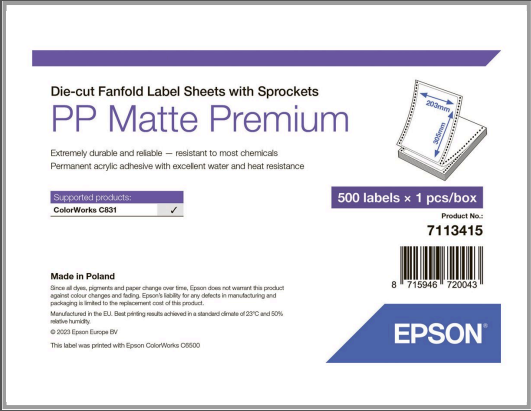 Die-cut Fanfold Label Sheets with Sprockets
PP Matte Premium
203mm
305mm
Extremely durable and reliable — resistant to most chemicals
Permanent acrylic adhesive with excellent water and heat resistance
Supported products:
ColorWorks C831 ✓
500 labels × 1 pcs/box
Product No.:
7113415
8 715946 720043
Made in Poland
Since all dyes, pigments and paper change over time, Epson does not warrant this product
against colour changes and fading. Epson's liability for any defects in manufacturing and
packaging is limited to the replacement cost of this product.
Manufactured in the EU. Best printing results achieved in a standard climate of 23°C and 50%
relative humidity.
© 2023 Epson Europe BV
This label was printed with Epson ColorWorks C6500
EPSON®